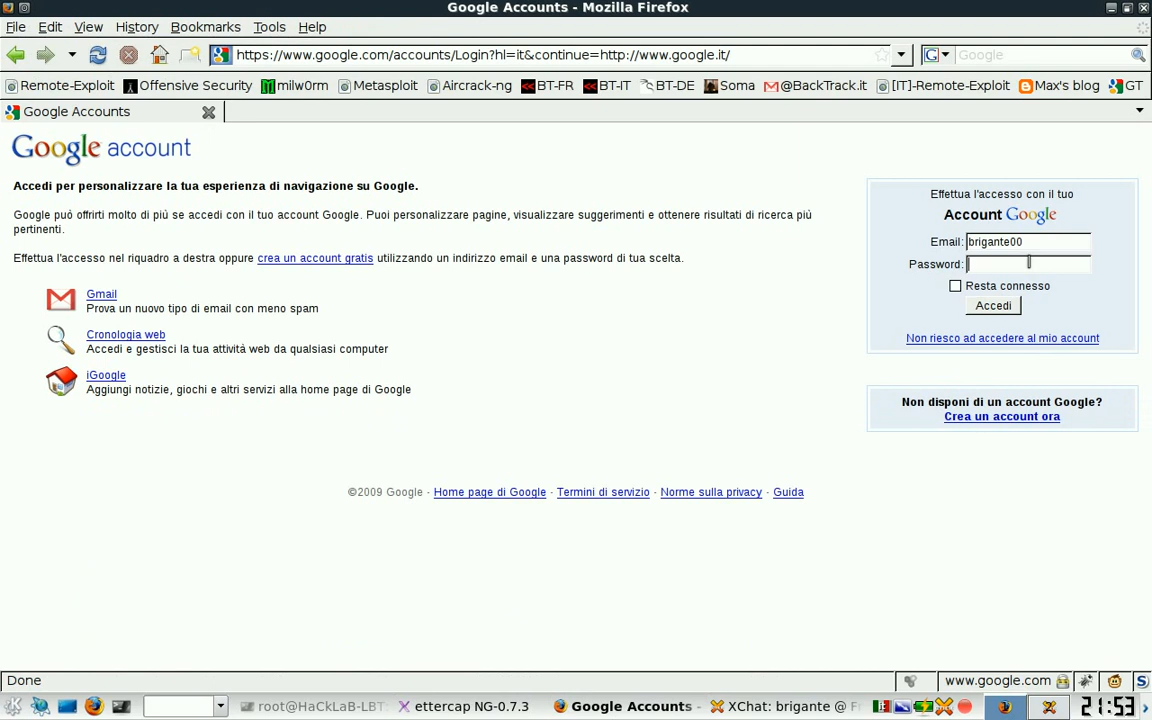 Google Accounts - Mozilla Firefox
File Edit View History Bookmarks Tools Help
https://www.google.com/accounts/Login?hl=it&continue=http://www.google.it/
Google
Remote-Exploit Offensive Security milw0rm Metasploit Aircrack-ng BT-FR BT-IT BT-DE Soma @BackTrack.it [IT]-Remote-Exploit Max's blog GT
Google Accounts
Google account
Accedi per personalizzare la tua esperienza di navigazione su Google.
Google può offrirti molto di più se accedi con il tuo account Google. Puoi personalizzare pagine, visualizzare suggerimenti e ottenere risultati di ricerca più
pertinenti.
Effettua l'accesso nel riquadro a destra oppure crea un account gratis utilizzando un indirizzo email e una password di tua scelta.
Gmail
Prova un nuovo tipo di email con meno spam
Cronologia web
Accedi e gestisci la tua attività web da qualsiasi computer
iGoogle
Aggiungi notizie, giochi e altri servizi alla home page di Google
Effettua l'accesso con il tuo
Account Google
Email: brigante00
Password:
Resta connesso
Accedi
Non riesco ad accedere al mio account
Non disponi di un account Google?
Crea un account ora
©2009 Google - Home page di Google - Termini di servizio - Norme sulla privacy - Guida
Done
www.google.com
root@HaCkLaB-LBT: ettercap NG-0.7.3 Google Accounts - XChat: brigante @ F 21:53